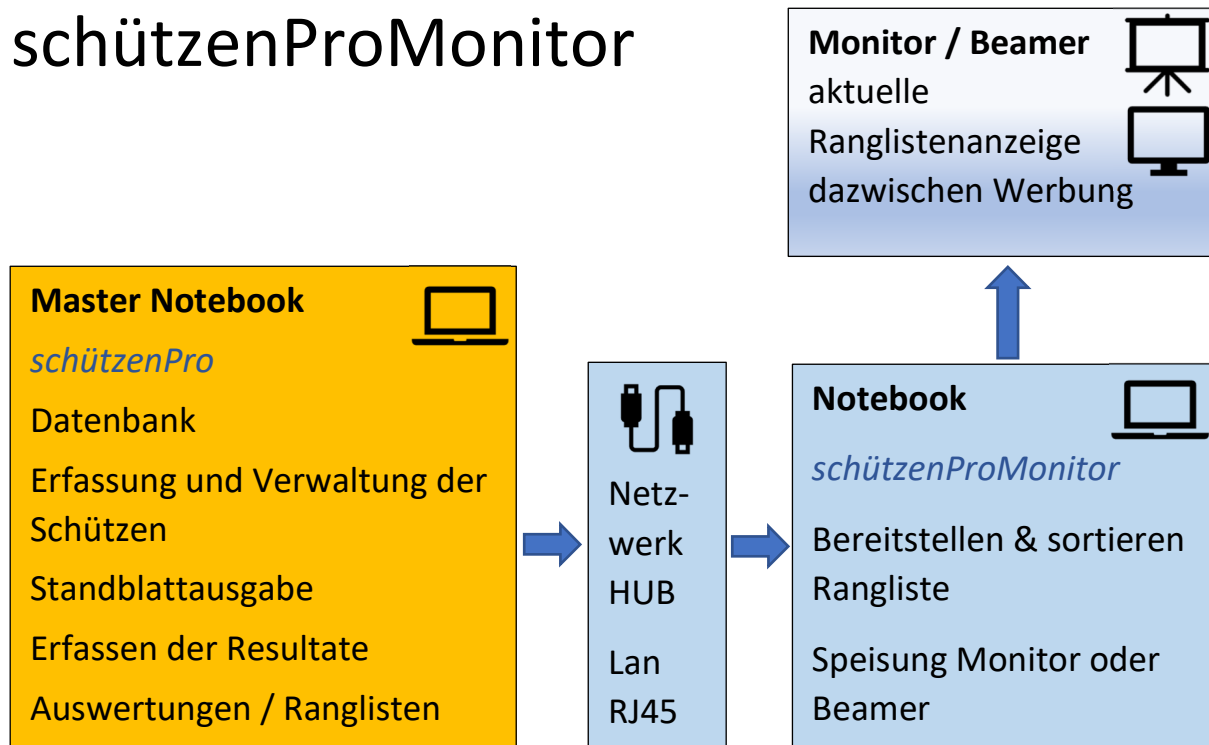 schützenProMonitor
Monitor / Beamer
aktuelle
Ranglistenanzeige
dazwischen Werbung
Master Notebook
schützenPro
Datenbank
Erfassung und Verwaltung der
Schützen
Standblattausgabe
Erfassen der Resultate
Auswertungen / Ranglisten
Netz-
werk
HUB
Lan
RJ45
Notebook
schützenProMonitor
Bereitstellen & sortieren
Rangliste
Speisung Monitor oder
Beamer